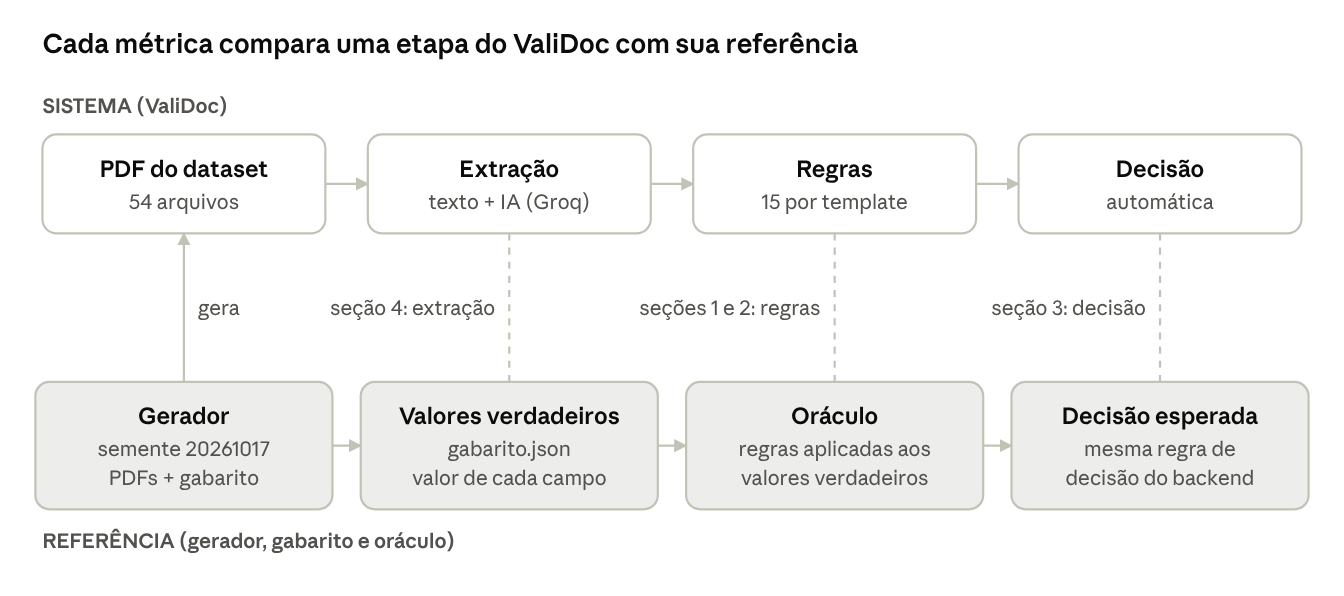 Cada métrica compara uma etapa do ValiDoc com sua referência
SISTEMA (ValiDoc)
PDF do dataset
54 arquivos
Extração
texto + IA (Groq)
Regras
15 por template
Decisão
automática
gera
seção 4: extração
seções 1 e 2: regras
seção 3: decisão
Gerador
semente 20261017
PDFs + gabarito
Valores verdadeiros
gabarito.json
valor de cada campo
Oráculo
regras aplicadas aos
valores verdadeiros
Decisão esperada
mesma regra de
decisão do backend
REFERÊNCIA (gerador, gabarito e oráculo)